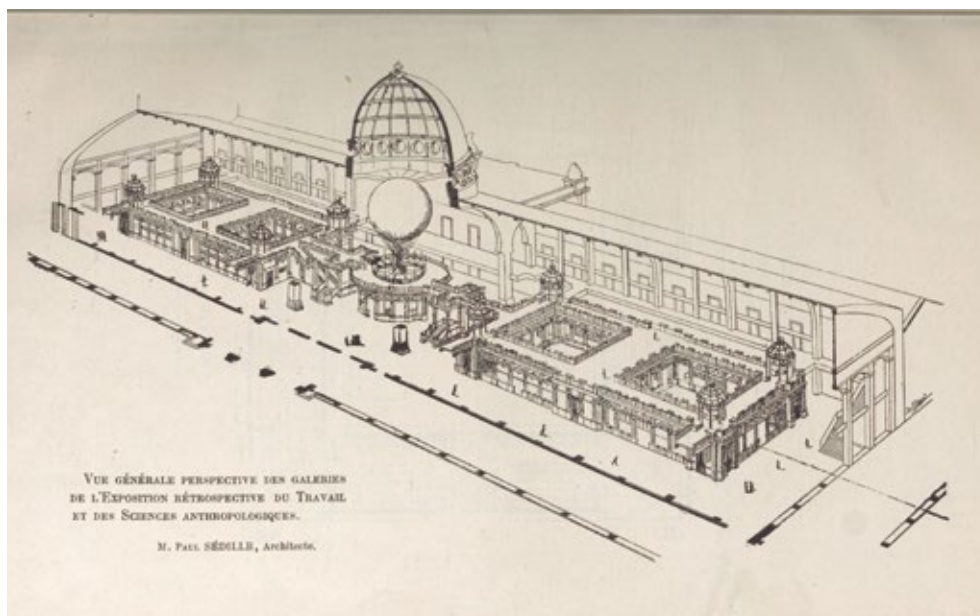 VUE GÉNÉRALE PERSPECTIVE DES GALERIES
DE L'EXPOSITION RÉTROSPECTIVE DU TRAVAIL
ET DES SCIENCES ANTHROPOLOGIQUES.
M. PAUL SÉDILLE, Architecte.